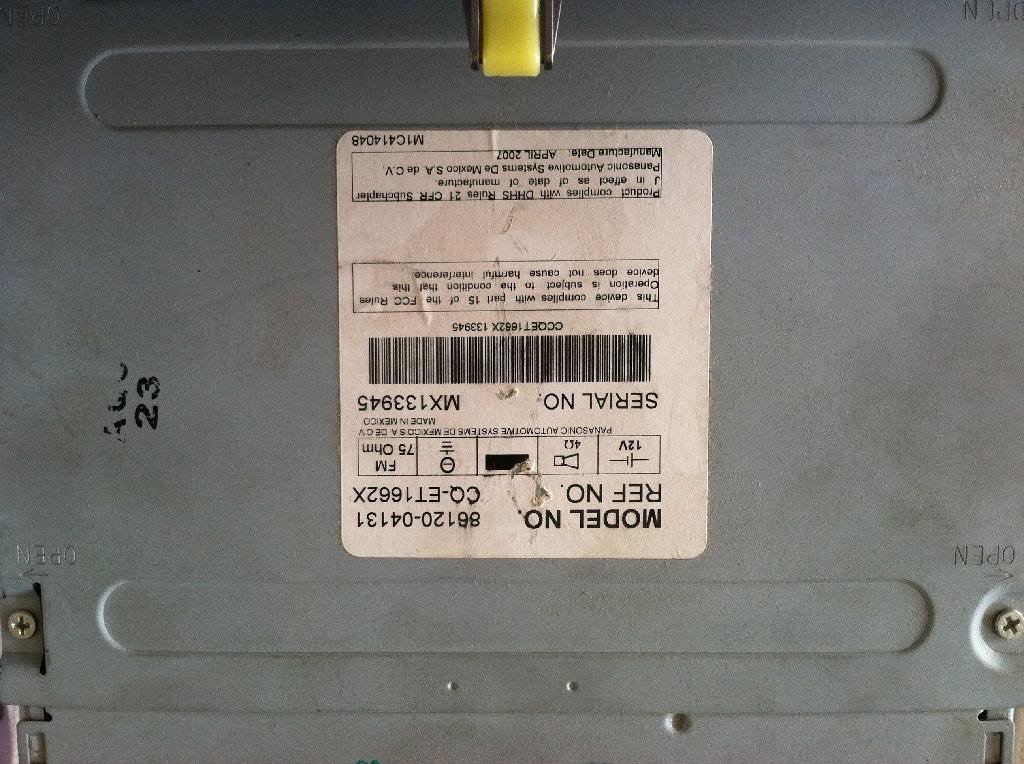 MODEL NO. 86120-04131
REF NO. CQ-ET1662X
12V 4Ω FM 75 Ohm
PANASONIC AUTOMOTIVE SYSTEMS DE MEXICO S.A. DE C.V.
MADE IN MEXICO
SERIAL NO. MX133945
CCQET1662X 133945
This device complies with part 15 of the FCC Rules
Operation is subject to the condition that this
device does not cause harmful interference.
Product complies with DHHS Rules 21 CFR Subchapter
J in effect as of date of manufacture.
Panasonic Automotive Systems De Mexico S.A. de C.V.
Manufacture Date: APRIL 2007
M1C414048
OPEN
OPEN
OPEN
OPEN
23